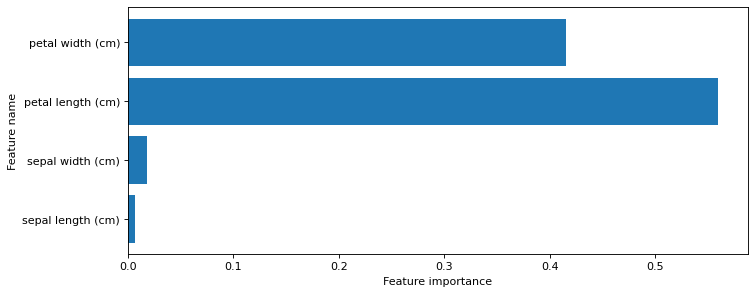 petal width (cm)
petal length (cm)
sepal width (cm)
sepal length (cm)
Feature name
0.0 0.1 0.2 0.3 0.4 0.5
Feature importance